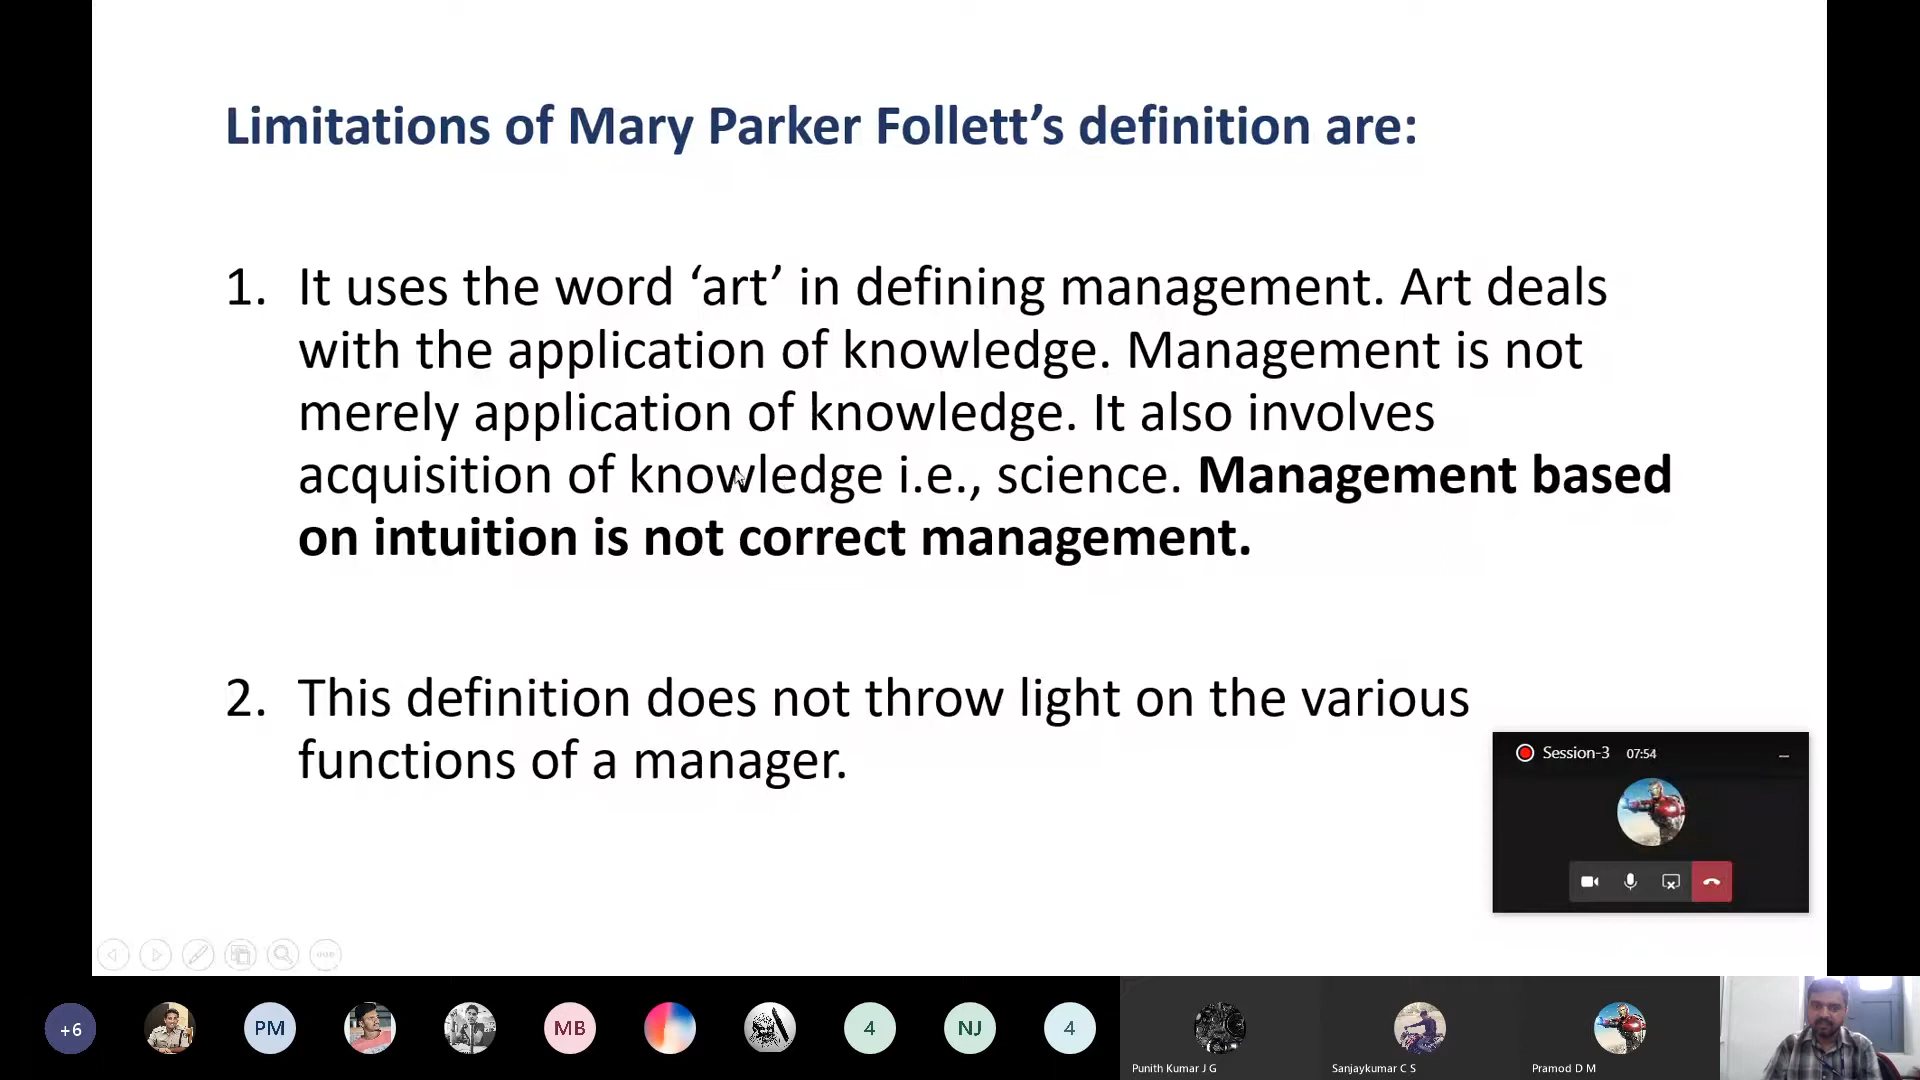 Limitations of Mary Parker Follett’s definition are:
1. It uses the word ‘art’ in defining management. Art deals
with the application of knowledge. Management is not
merely application of knowledge. It also involves
acquisition of knowledge i.e., science. Management based
on intuition is not correct management.
2. This definition does not throw light on the various
functions of a manager.
Session-3 07:54
+6
PM
MB
4
NJ
4
Punith Kumar J G
Sanjaykumar C S
Pramod D M